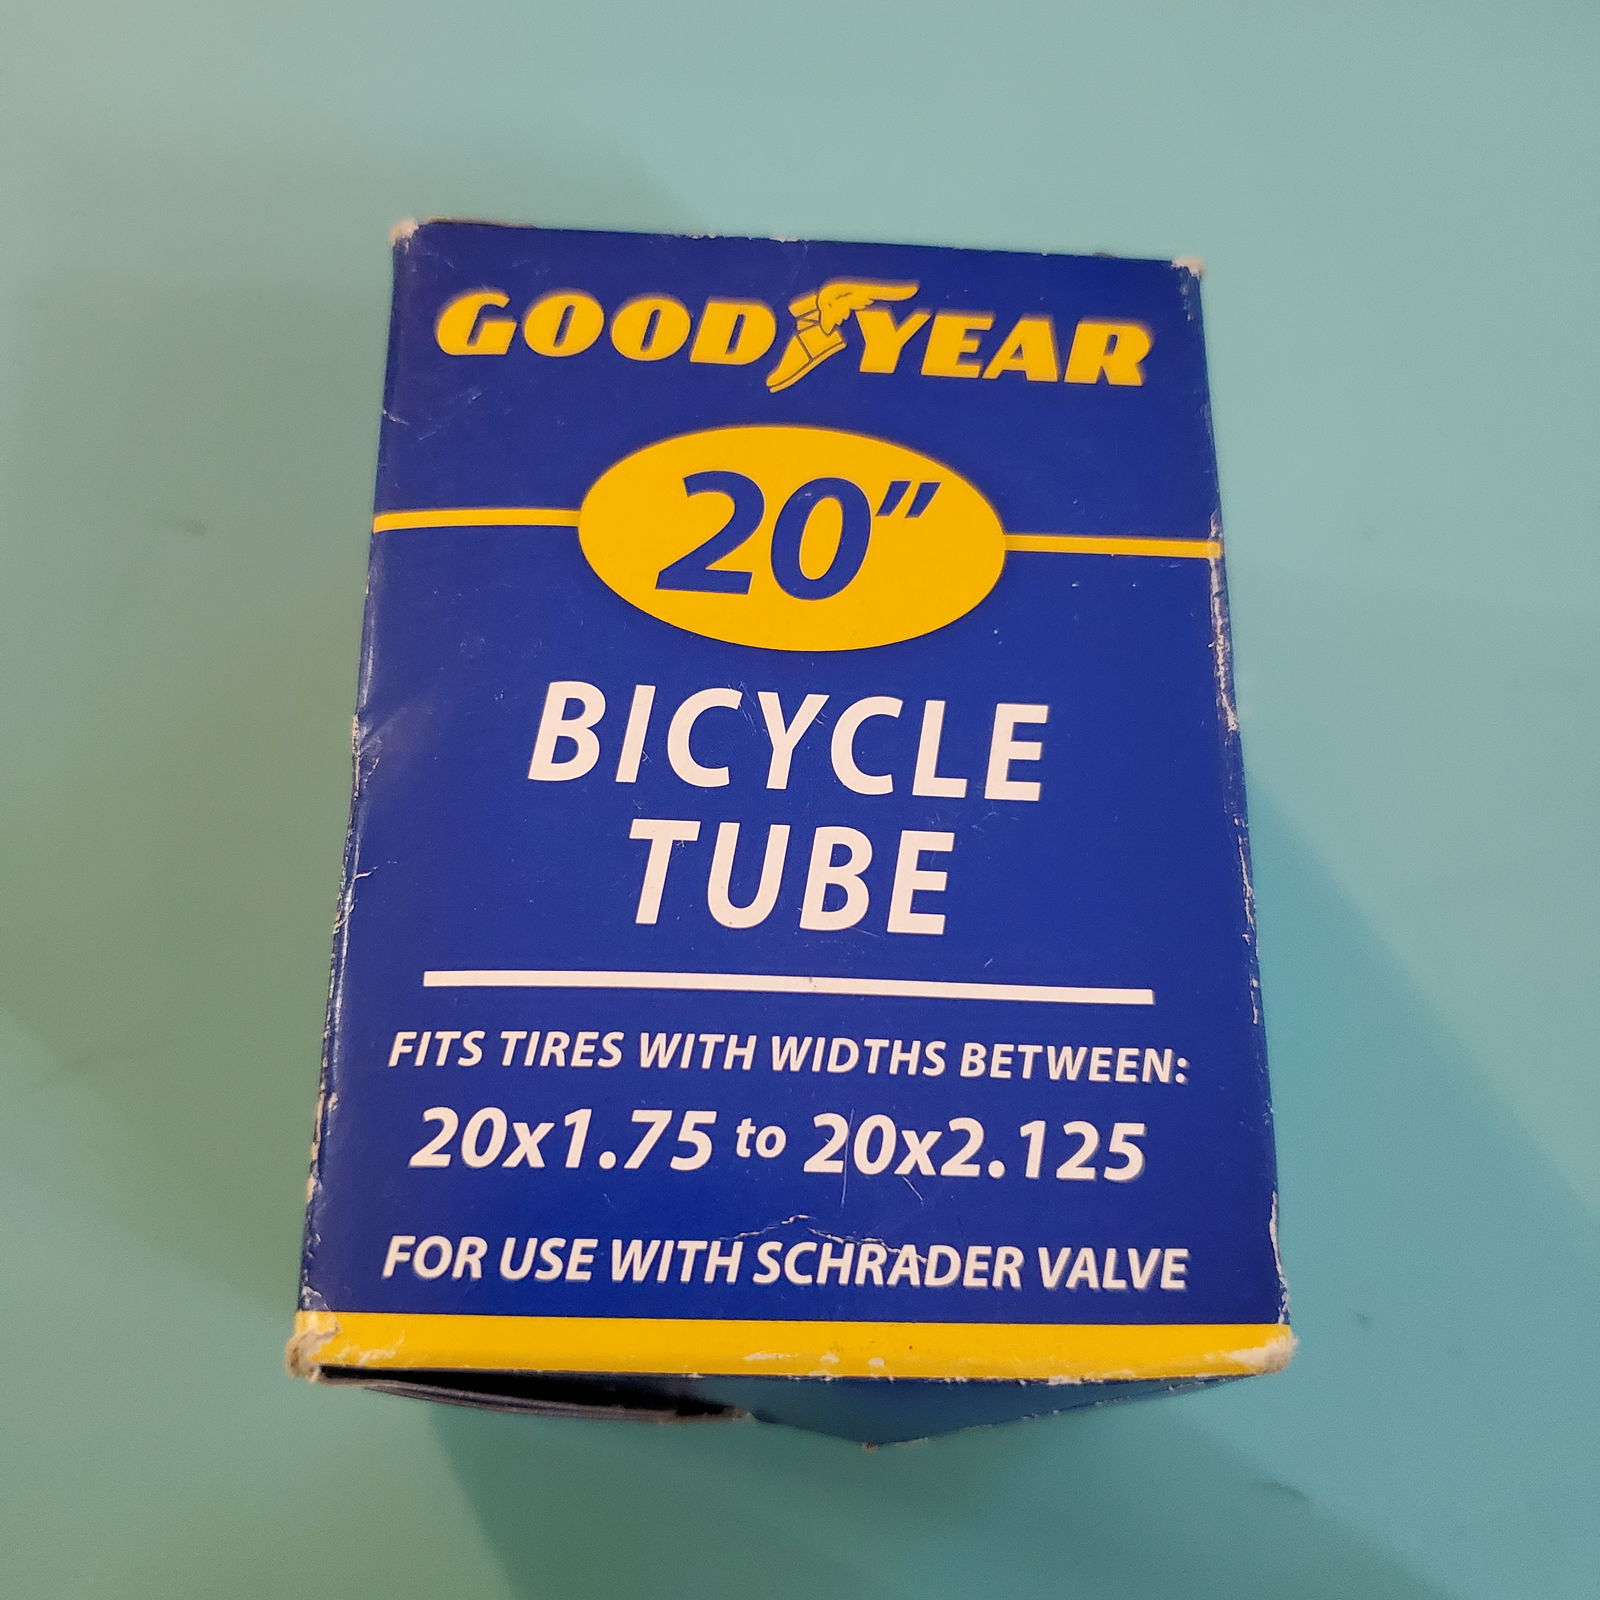 GOODYEAR
20"
BICYCLE
TUBE
FITS TIRES WITH WIDTHS BETWEEN:
20x1.75 to 20x2.125
FOR USE WITH SCHRADER VALVE